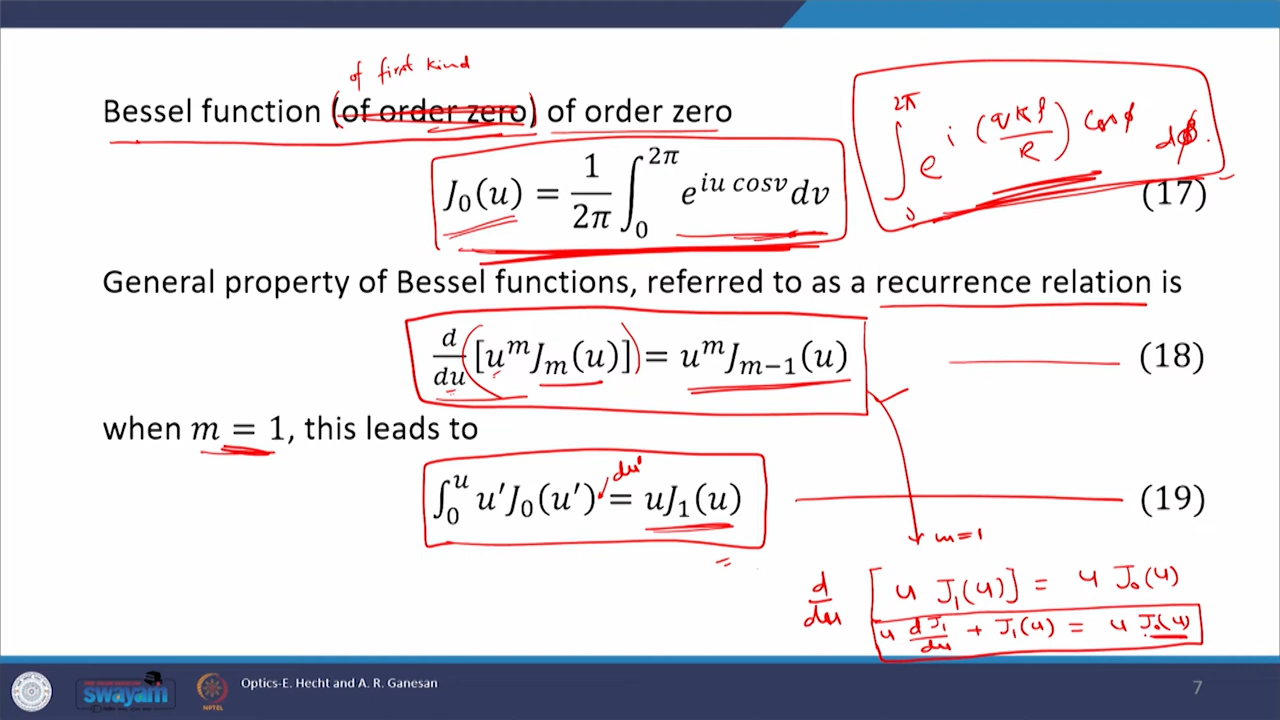 of first kind
Bessel function (of order zero) of order zero
J₀(u) = 1/2π ∫₀^2π e^{iu cosv} dv (17)
∫₀^2π e^{i (qkρ/R) cosφ} dφ.
General property of Bessel functions, referred to as a recurrence relation is
d/du [u^m J_m(u)] = u^m J_{m−1}(u) (18)
when m = 1, this leads to
du'
∫₀^u u′J₀(u′) = uJ₁(u) (19)
m=1
d/du [u J₁(u)] = u J₀(u)
u dJ₁/du + J₁(u) = u J₀(u)
Optics-E. Hecht and A. R. Ganesan
swayam
NPTEL
7